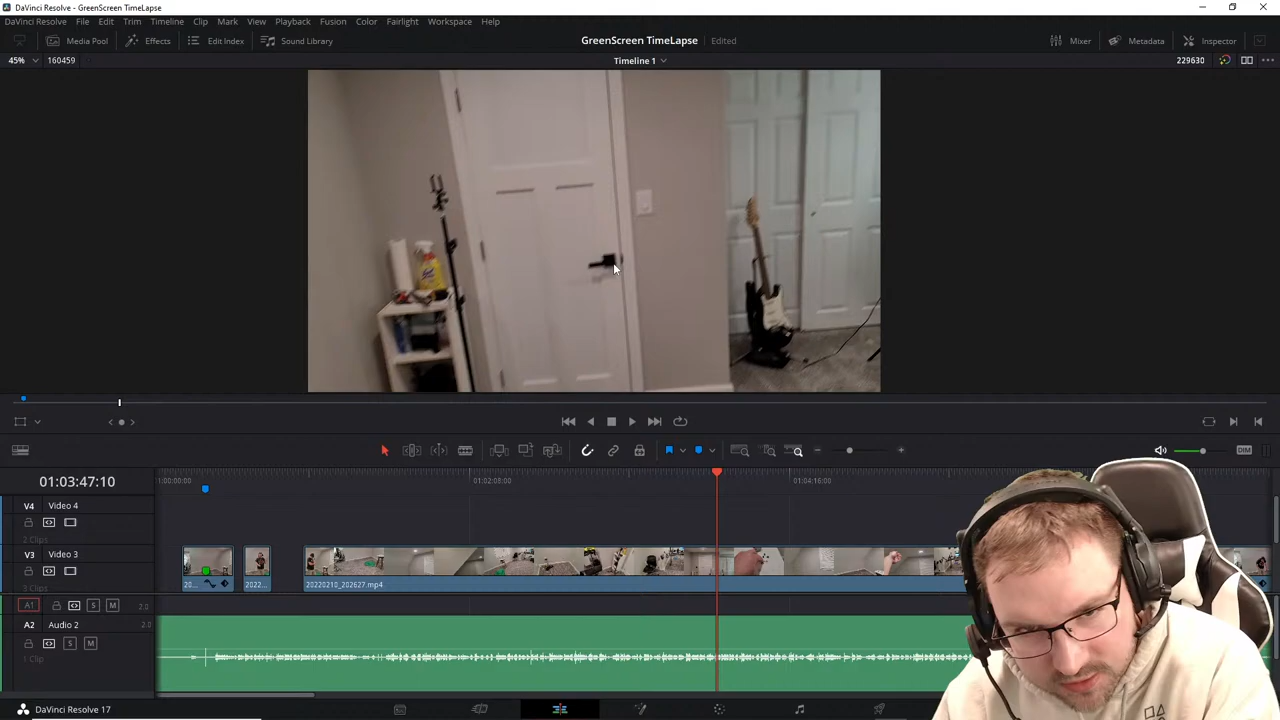 DaVinci Resolve - GreenScreen TimeLapse
DaVinci Resolve File Edit Trim Timeline Clip Mark View Playback Fusion Color Fairlight Workspace Help
Media Pool Effects Edit Index Sound Library GreenScreen TimeLapse Edited Mixer Metadata Inspector
45% 160459 Timeline 1 229630
DIM
01:03:47:10 1:00:00:00 01:02:08:00 01:04:16:00
V4 Video 4
2 Clips
V3 Video 3
20... 2022... 20220210_202627.mp4
A1 S M 2.0
A2 Audio 2 2.0
S M
1 Clip
DaVinci Resolve 17